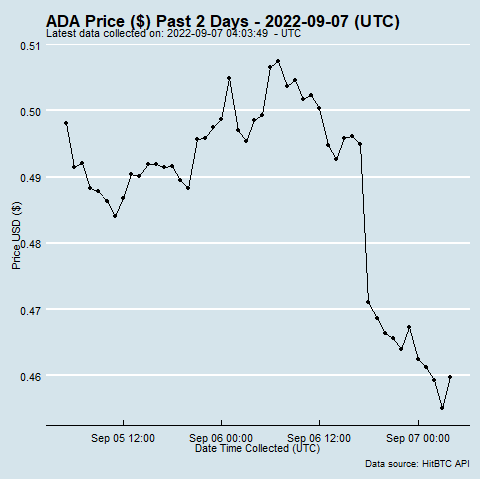 ADA Price ($) Past 2 Days - 2022-09-07 (UTC)
Latest data collected on: 2022-09-07 04:03:49 - UTC
0.51
0.50
0.49
0.48
0.47
0.46
Price USD ($)
Sep 05 12:00
Sep 06 00:00
Sep 06 12:00
Sep 07 00:00
Date Time Collected (UTC)
Data source: HitBTC API